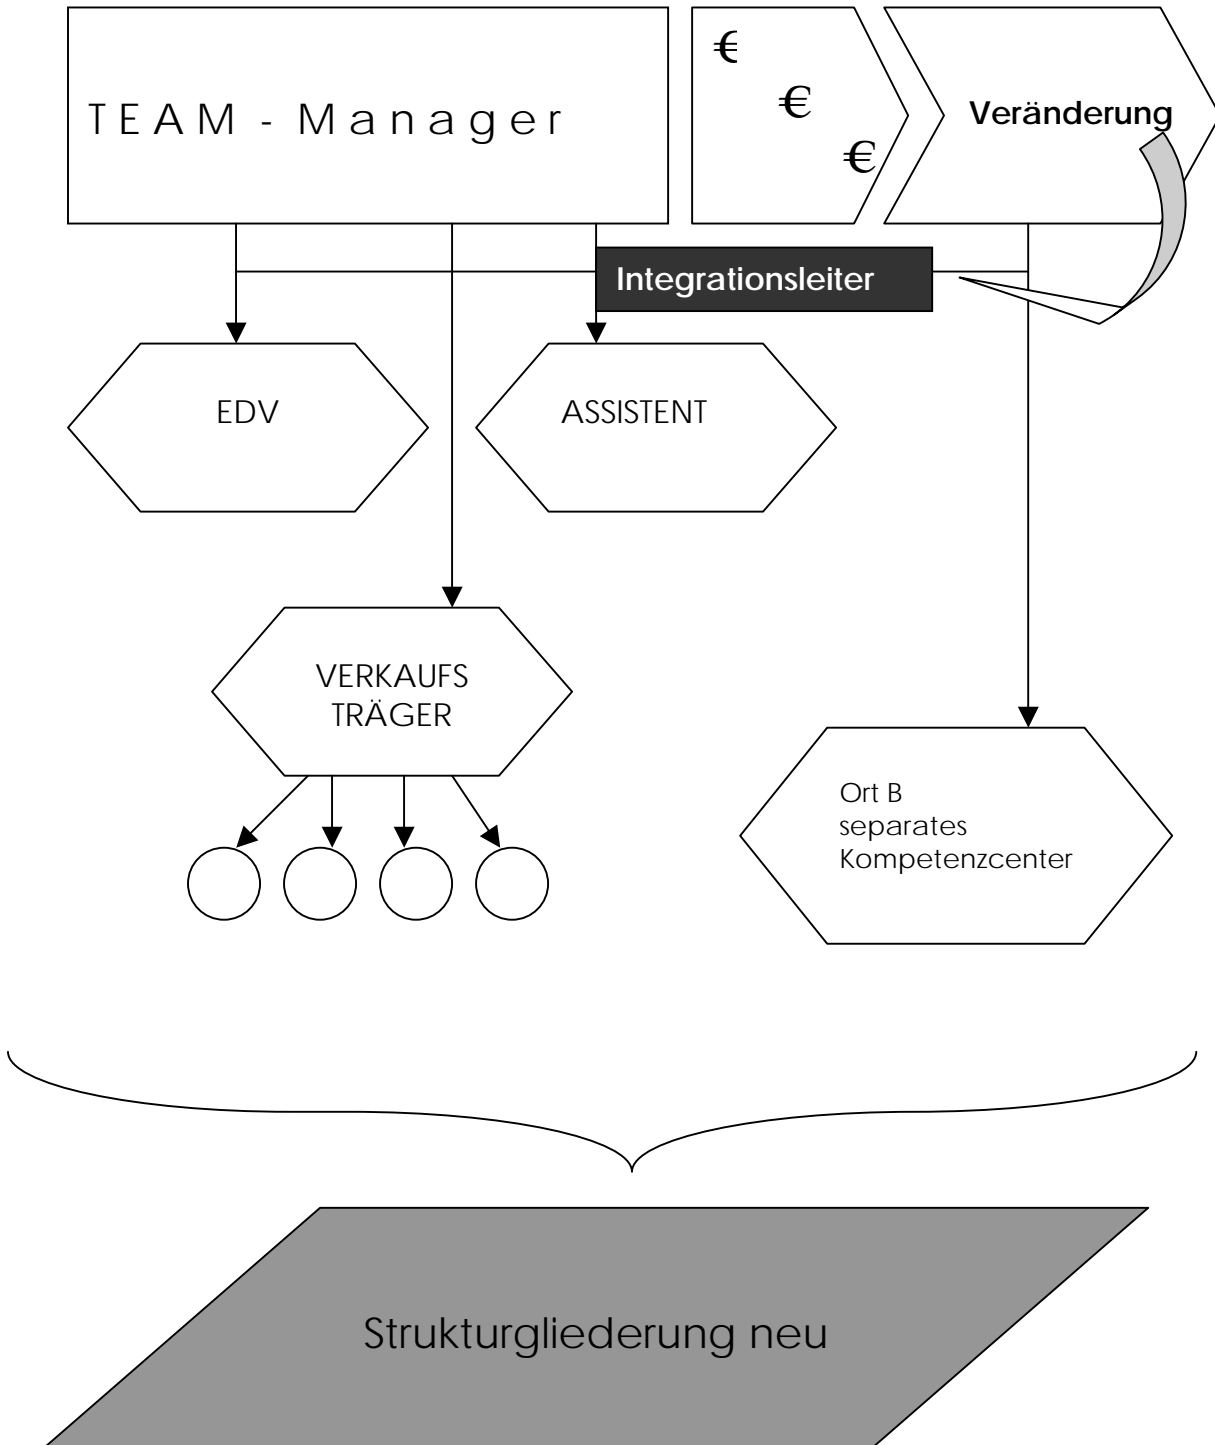 TEAM - Manager
€
€
€
Veränderung
Integrationsleiter
EDV
ASSISTENT
VERKAUFS
TRÄGER
Ort B
separates
Kompetenzcenter
Strukturgliederung neu